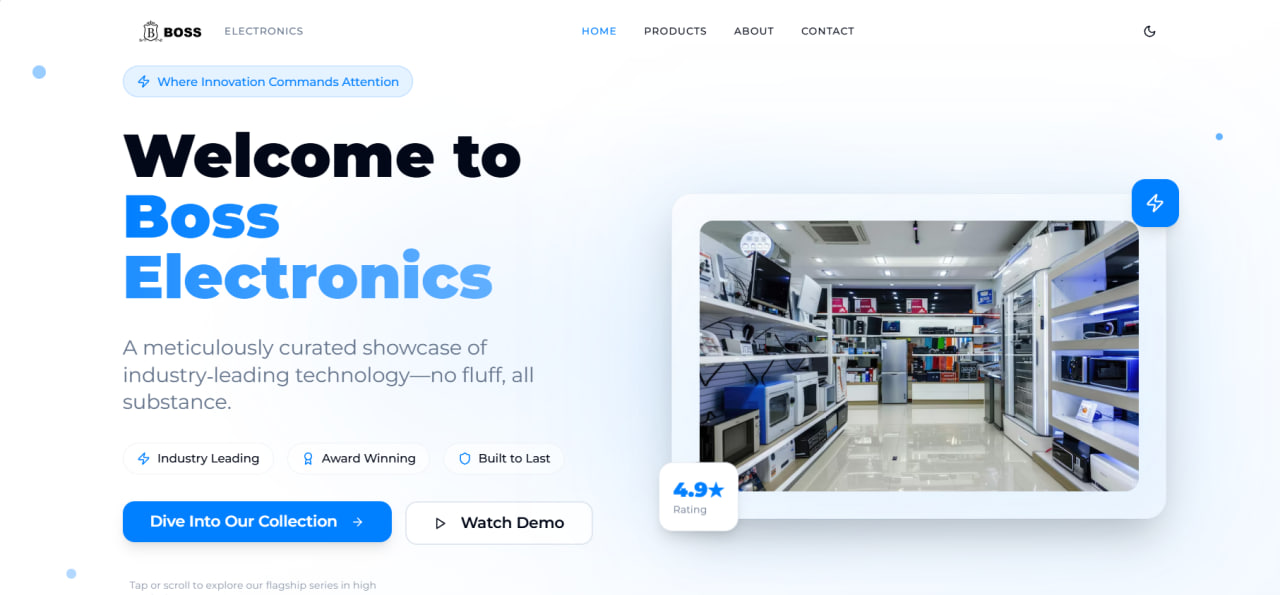 B BOSS
ELECTRONICS
HOME
PRODUCTS
ABOUT
CONTACT
Where Innovation Commands Attention
Welcome to
Boss
Electronics
A meticulously curated showcase of
industry-leading technology—no fluff, all
substance.
Industry Leading
Award Winning
Built to Last
Dive Into Our Collection →
Watch Demo
4.9★
Rating
Tap or scroll to explore our flagship series in high